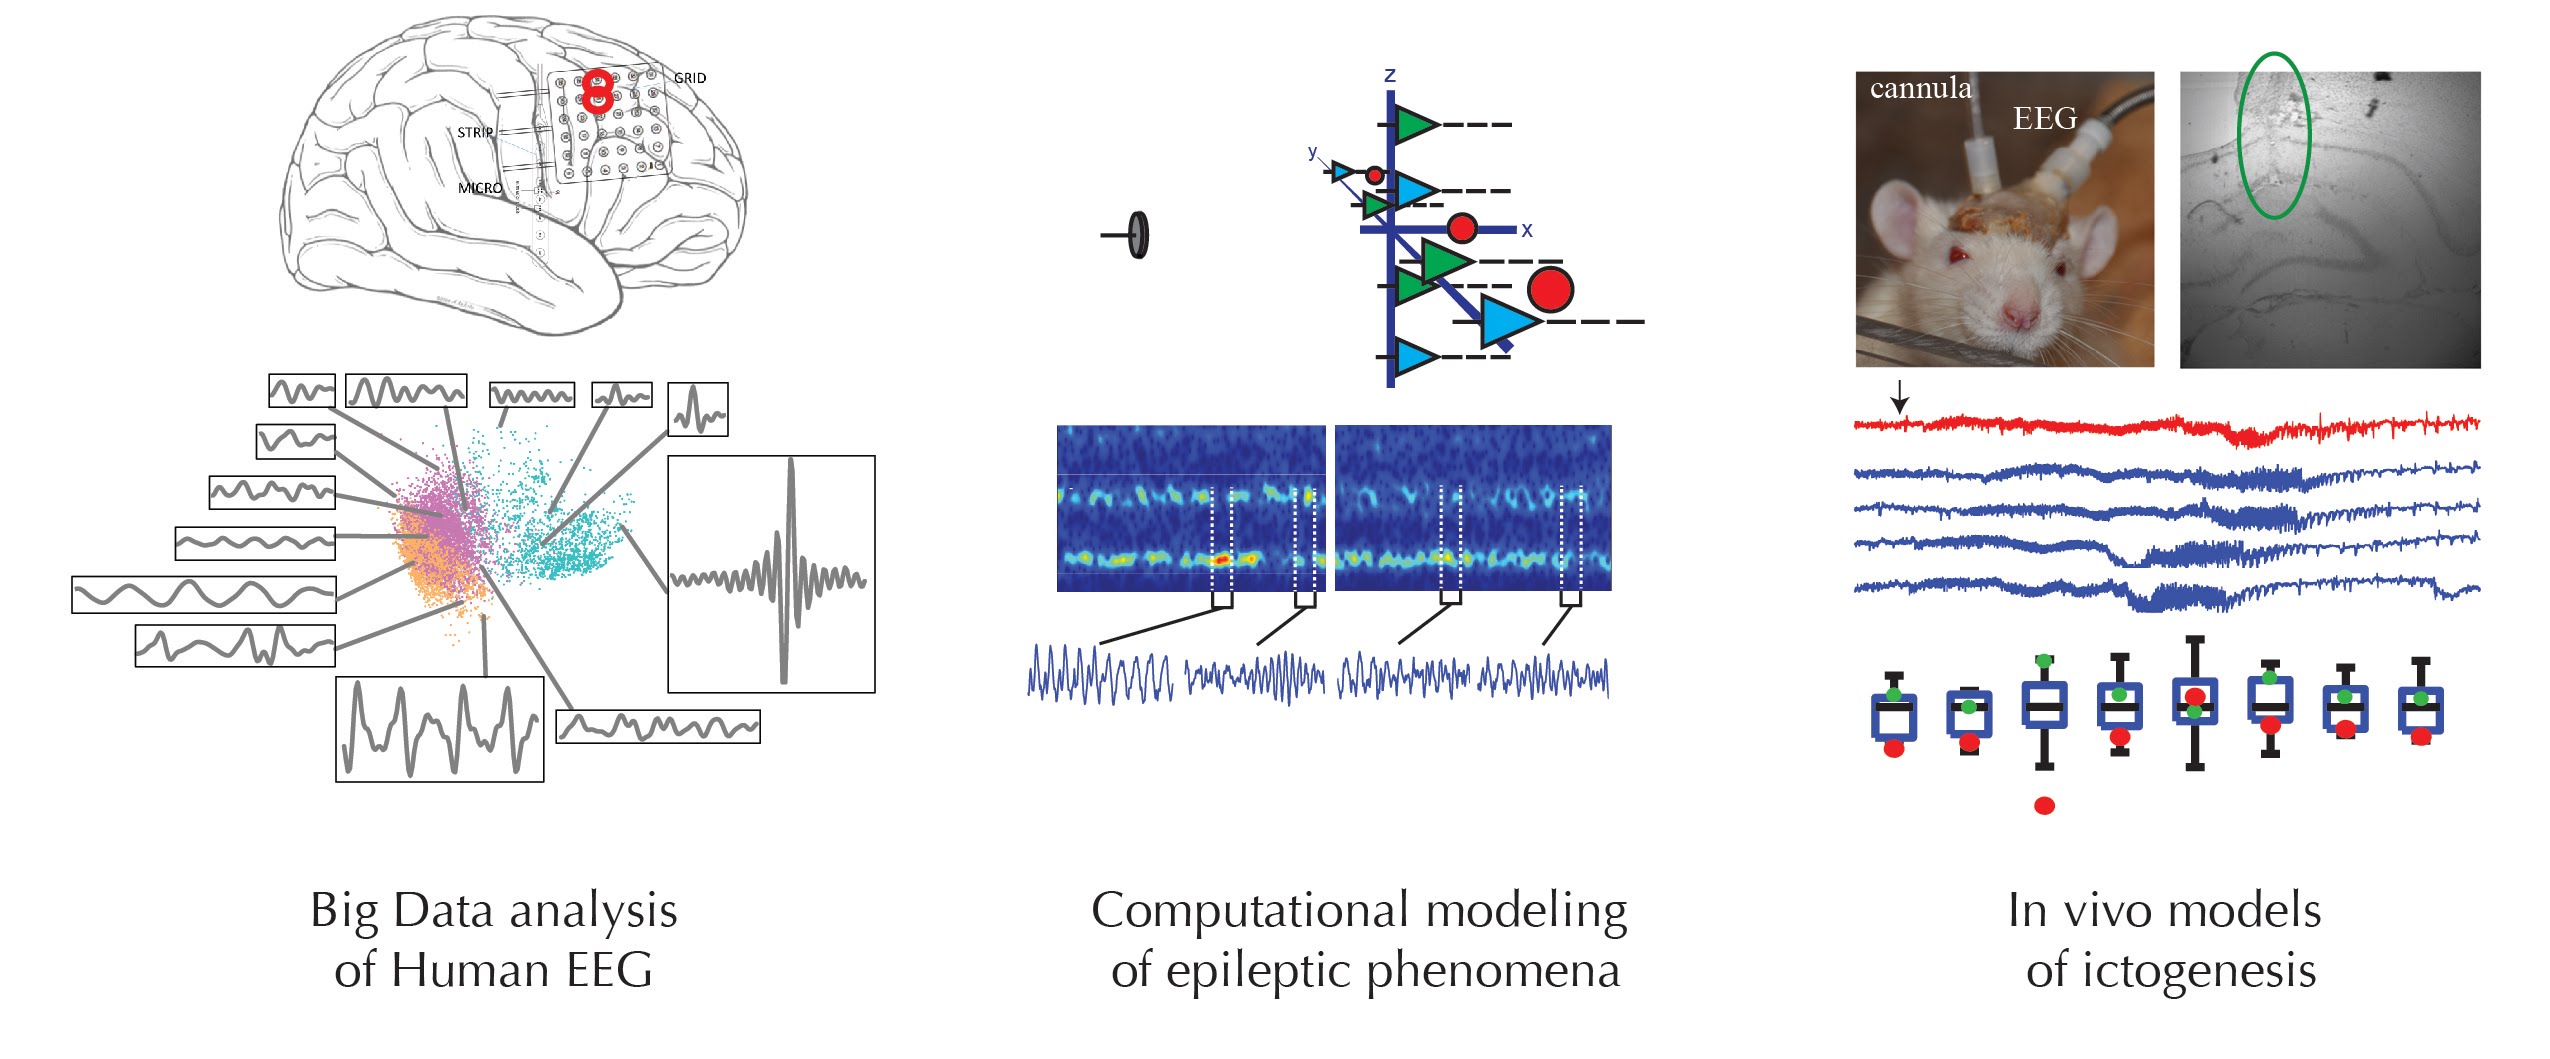 GRID
STRIP
MICRO
z
y
x
cannula
EEG
Big Data analysis
of Human EEG
Computational modeling
of epileptic phenomena
In vivo models
of ictogenesis